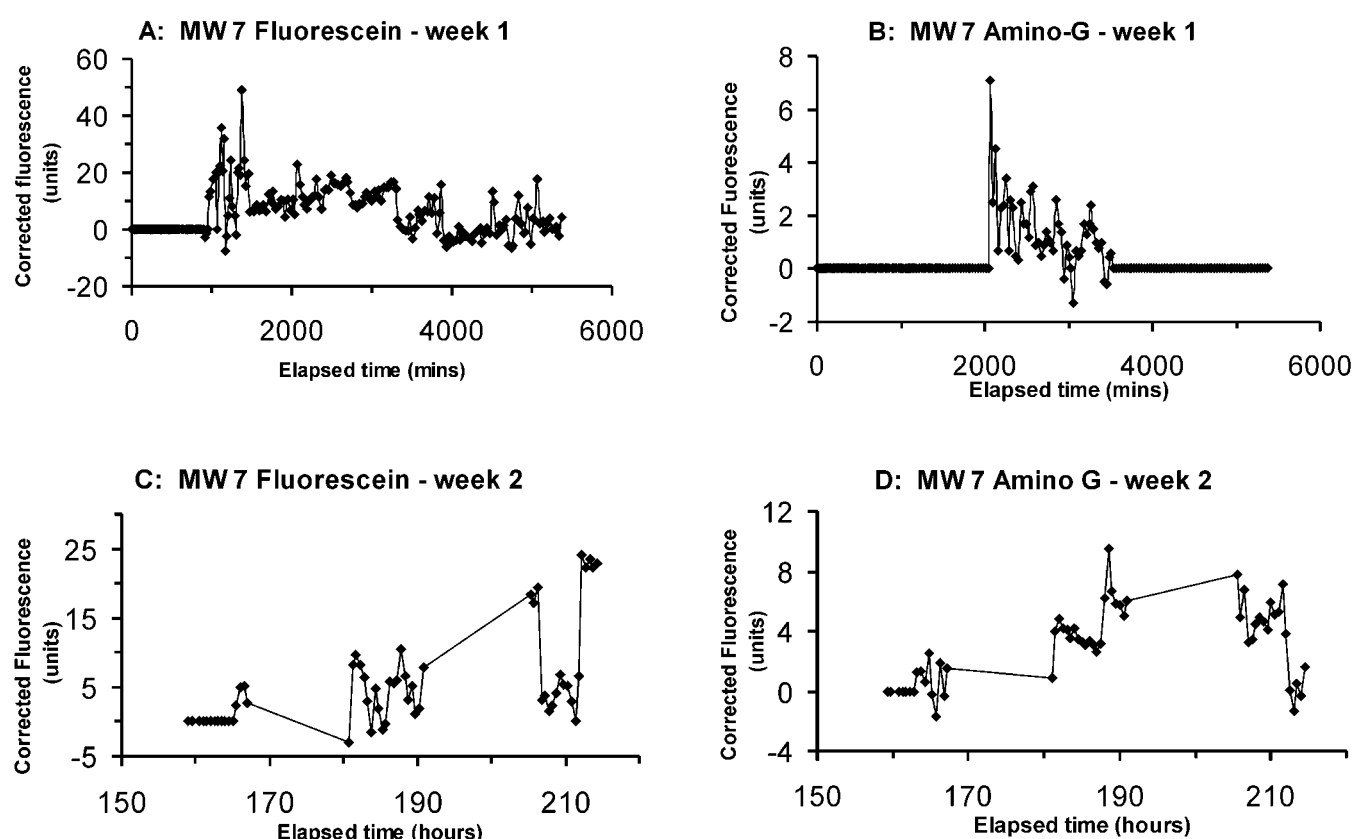 A: MW 7 Fluorescein - week 1
Corrected fluorescence
(units)
60
40
20
0
-20
0
2000
4000
6000
Elapsed time (mins)
B: MW 7 Amino-G - week 1
Corrected Fuorescence
(units)
8
6
4
2
0
-2
0
2000
4000
6000
Elapsed time (mins)
C: MW 7 Fluorescein - week 2
Corrected Fluorescence
(units)
25
15
5
-5
150
170
190
210
Elapsed time (hours)
D: MW 7 Amino G - week 2
Corrected Fluorescence
(units)
12
8
4
0
-4
150
170
190
210
Elapsed time (hours)